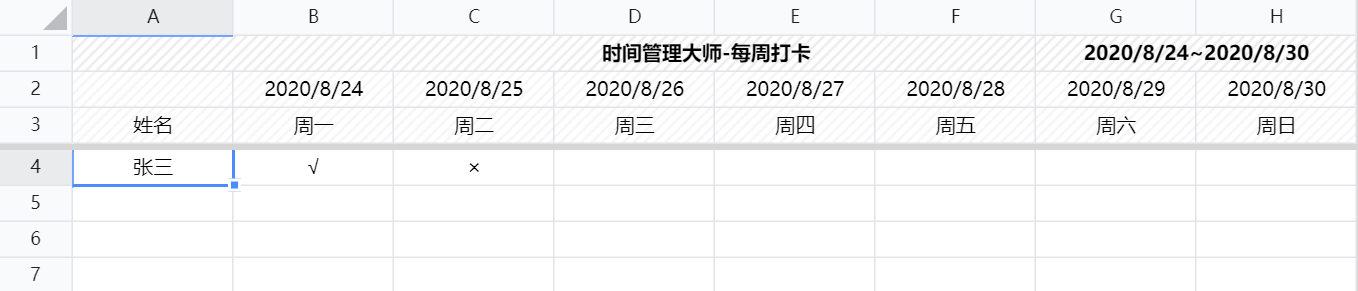 A B C D E F G H
1 时间管理大师-每周打卡 2020/8/24~2020/8/30
2 2020/8/24 2020/8/25 2020/8/26 2020/8/27 2020/8/28 2020/8/29 2020/8/30
3 姓名 周一 周二 周三 周四 周五 周六 周日
4 张三 √ ×
5
6
7